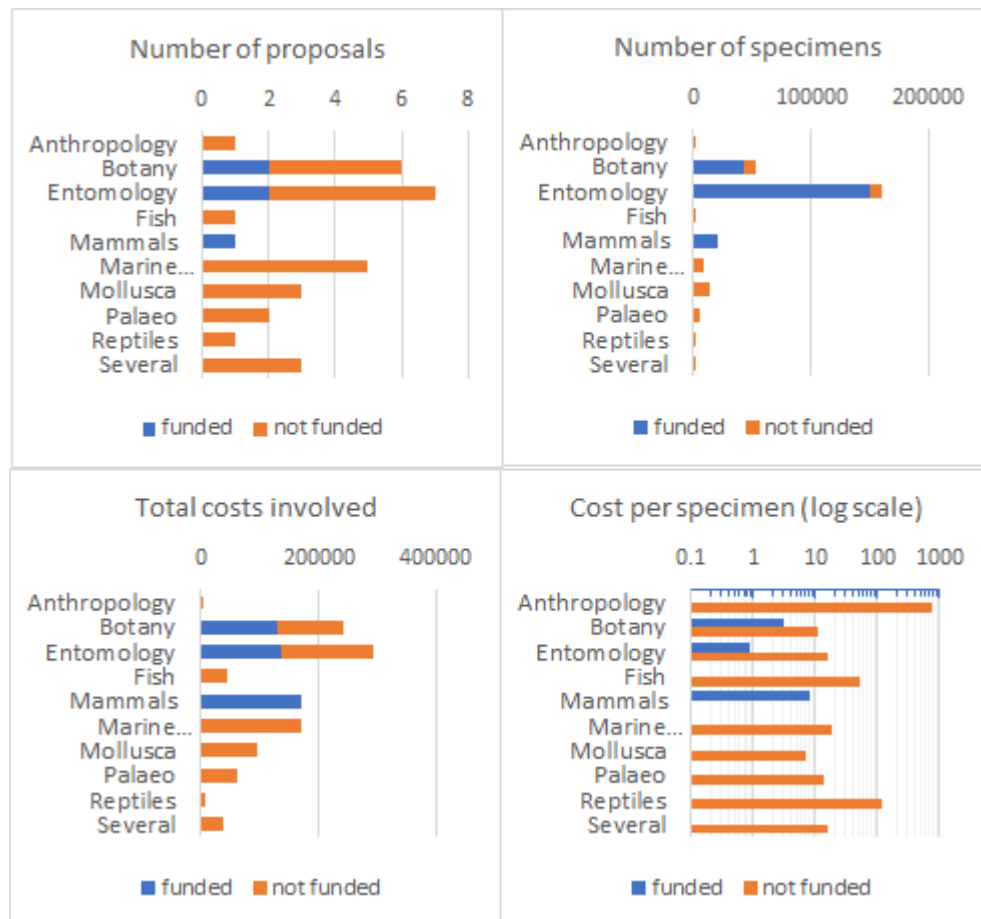 Number of proposals
0 2 4 6 8
Anthropology
Botany
Entomology
Fish
Mammals
Marine...
Mollusca
Palaeo
Reptiles
Several
funded not funded
Number of specimens
0 100000 200000
Anthropology
Botany
Entomology
Fish
Mammals
Marine ...
Mollusca
Palaeo
Reptiles
Several
funded not funded
Total costs involved
0 200000 400000
Anthropology
Botany
Entomology
Fish
Mammals
Marine ...
Mollusca
Palaeo
Reptiles
Several
funded not funded
Cost per specimen (log scale)
0.1 1 10 100 1000
Anthropology
Botany
Entomology
Fish
Mammals
Marine ...
Mollusca
Palaeo
Reptiles
Several
funded not funded